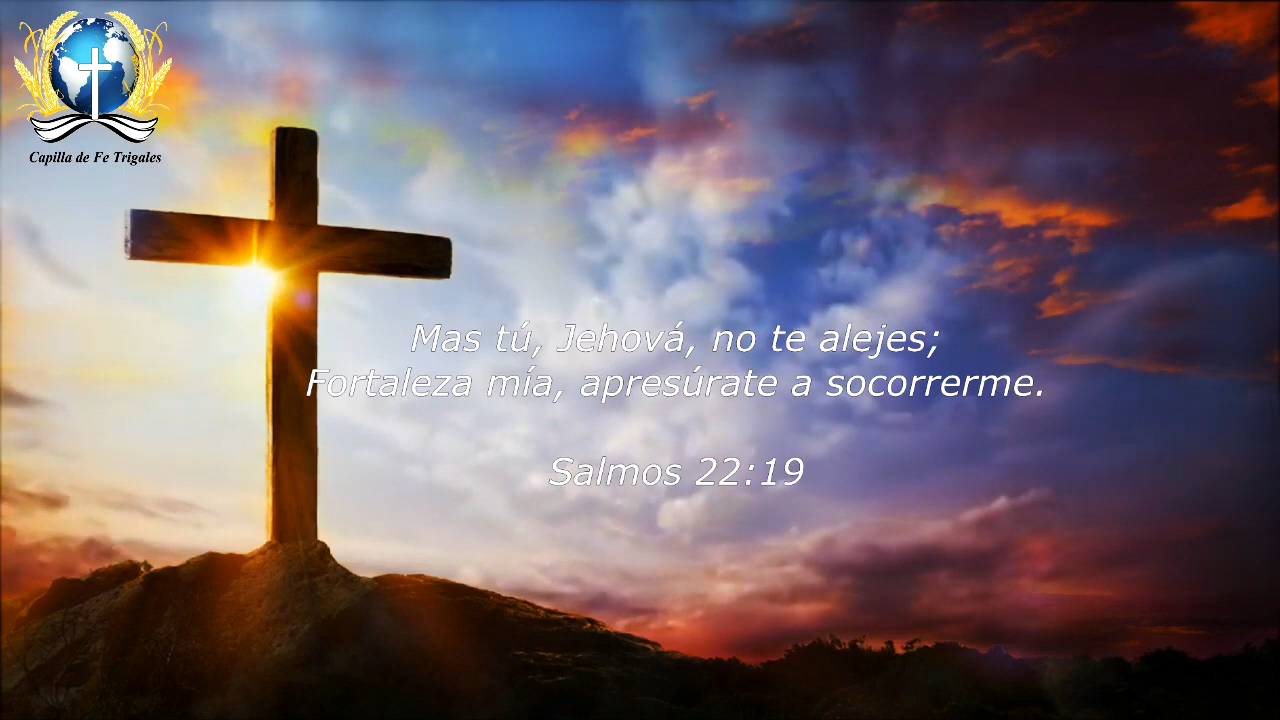 Capilla de Fe Trigales
Mas tú, Jehová, no te alejes;
Fortaleza mía, apresúrate a socorrerme.
Salmos 22:19